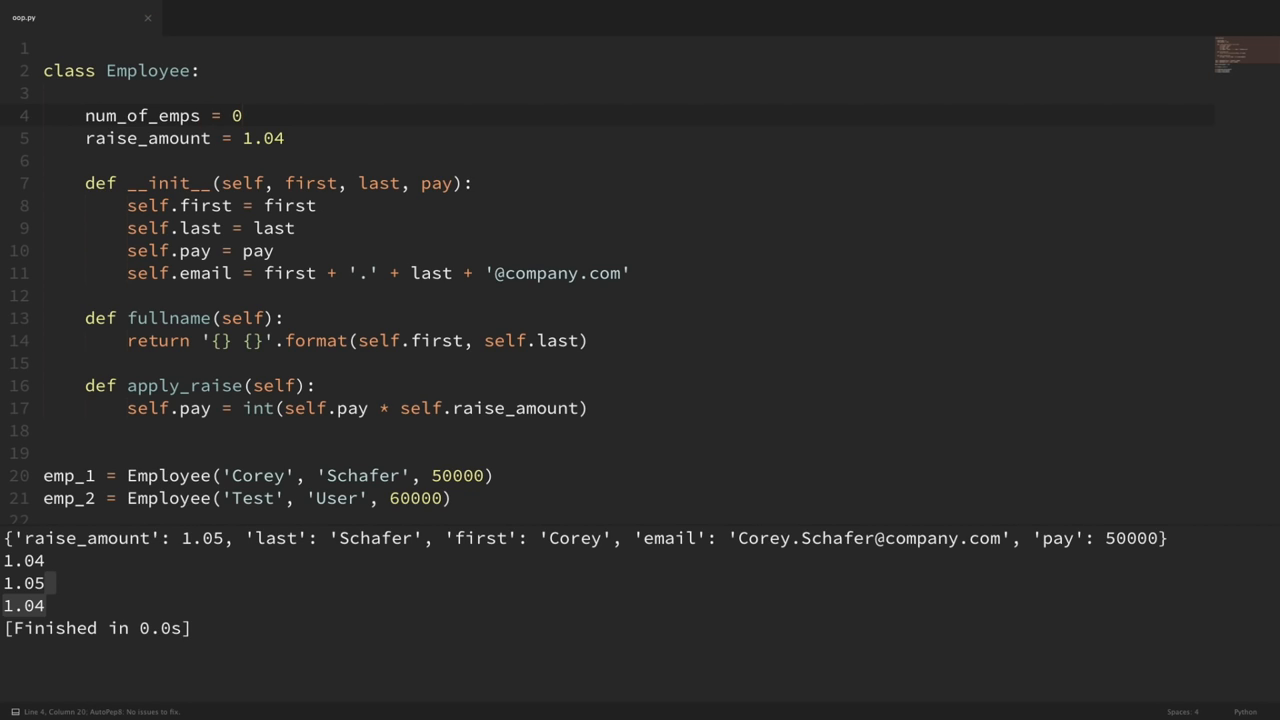 oop.py
1
2 class Employee:
3
4     num_of_emps = 0
5     raise_amount = 1.04
6
7     def __init__(self, first, last, pay):
8         self.first = first
9         self.last = last
10         self.pay = pay
11         self.email = first + '.' + last + '@company.com'
12
13     def fullname(self):
14         return '{} {}'.format(self.first, self.last)
15
16     def apply_raise(self):
17         self.pay = int(self.pay * self.raise_amount)
18
19
20 emp_1 = Employee('Corey', 'Schafer', 50000)
21 emp_2 = Employee('Test', 'User', 60000)
22
{'raise_amount': 1.05, 'last': 'Schafer', 'first': 'Corey', 'email': 'Corey.Schafer@company.com', 'pay': 50000}
1.04
1.05
1.04
[Finished in 0.0s]
Line 4, Column 20; AutoPep8: No issues to fix. Spaces: 4 Python